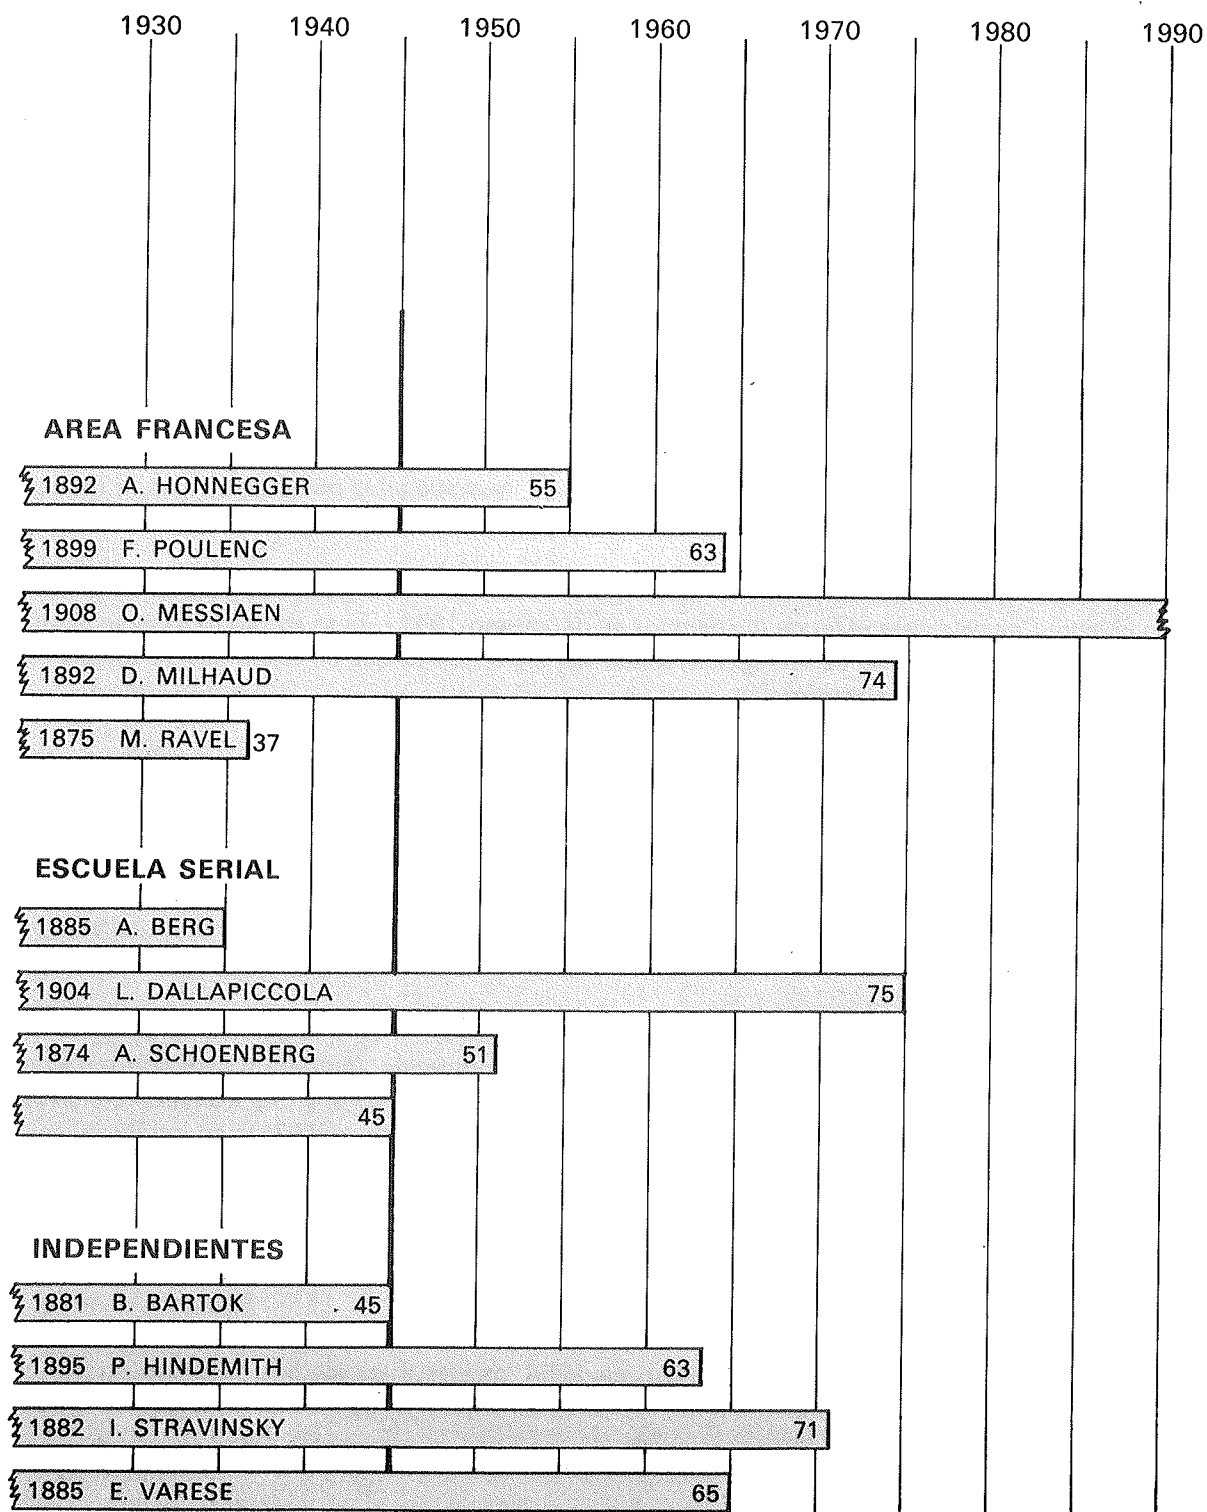 1930 1940 1950 1960 1970 1980 1990
AREA FRANCESA
1892 A. HONNEGGER 55
1899 F. POULENC 63
1908 O. MESSIAEN
1892 D. MILHAUD 74
1875 M. RAVEL 37
ESCUELA SERIAL
1885 A. BERG
1904 L. DALLAPICCOLA 75
1874 A. SCHOENBERG 51
45
INDEPENDIENTES
1881 B. BARTOK 45
1895 P. HINDEMITH 63
1882 I. STRAVINSKY 71
1885 E. VARESE 65